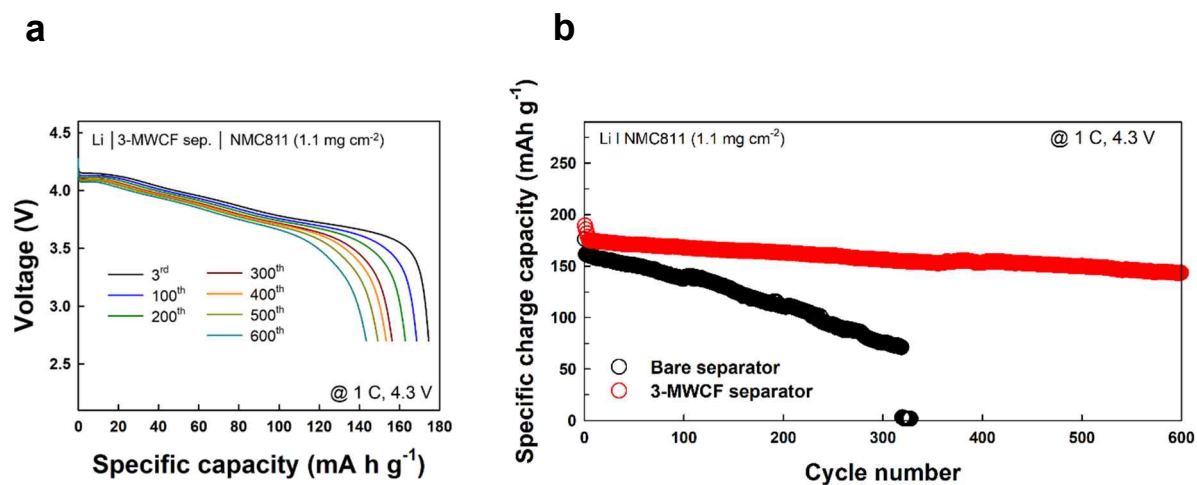 a
Li | 3-MWCF sep. | NMC811 (1.1 mg cm-2)
4.5
4.0
3.5
3.0
2.5
Voltage (V)
3rd
100th
200th
300th
400th
500th
600th
@ 1 C, 4.3 V
0 20 40 60 80 100 120 140 160 180
Specific capacity (mA h g-1)
b
Li I NMC811 (1.1 mg cm-2)
@ 1 C, 4.3 V
250
200
150
100
50
0
Specific charge capacity (mAh g-1)
Bare separator
3-MWCF separator
0 100 200 300 400 500 600
Cycle number